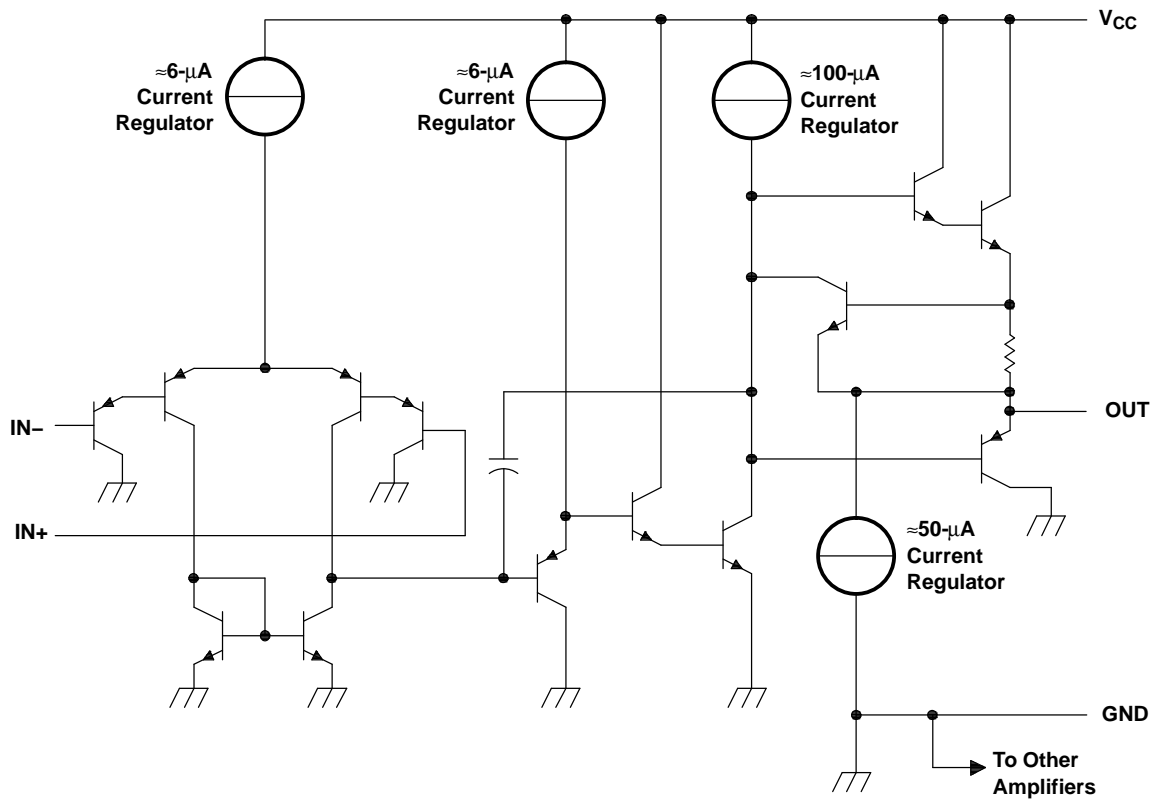 VCC
≈6-μA
Current
Regulator
≈6-μA
Current
Regulator
≈100-μA
Current
Regulator
IN−
OUT
IN+
≈50-μA
Current
Regulator
GND
To Other
Amplifiers